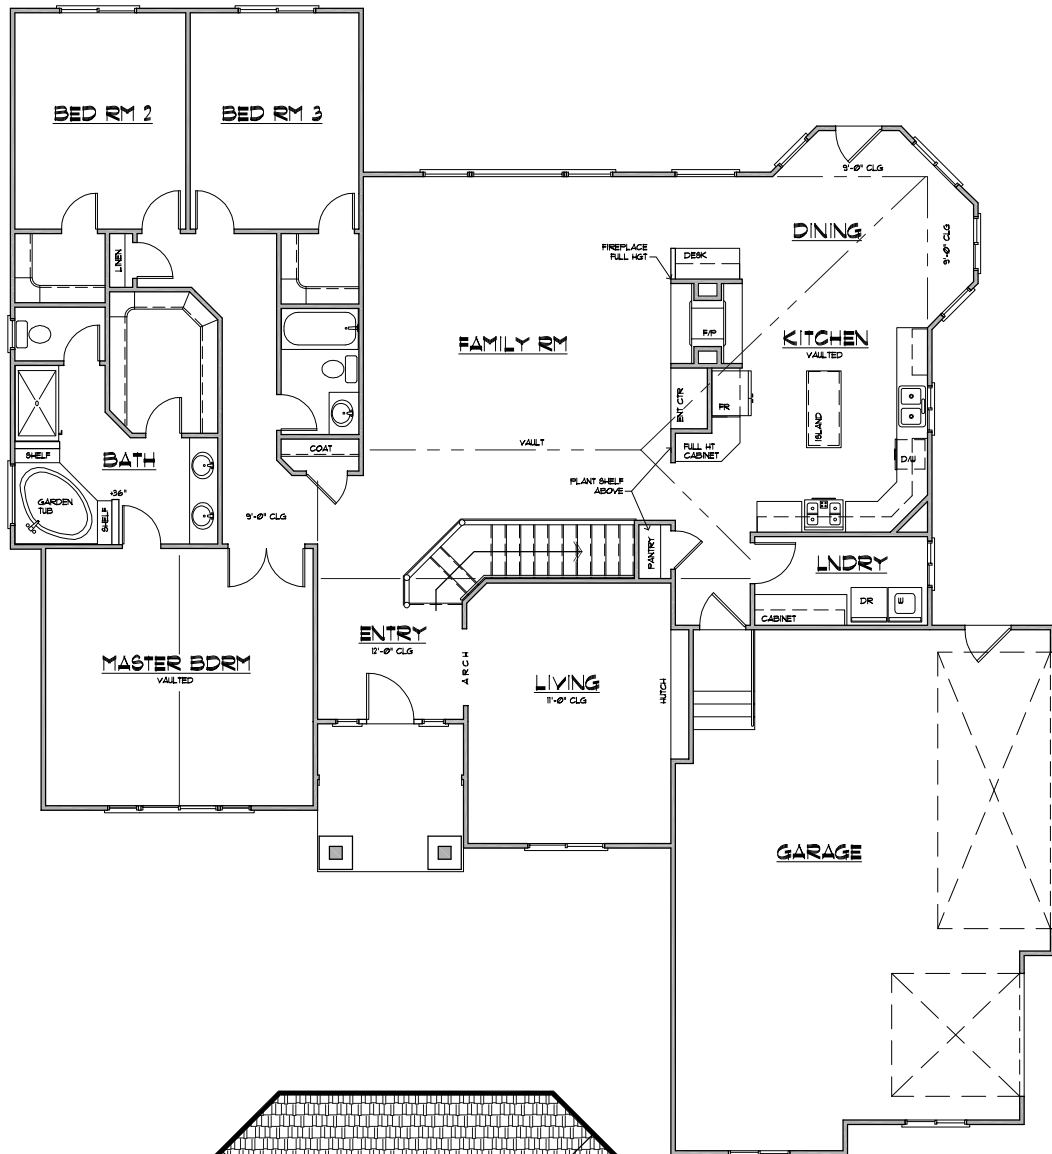 BED RM 2
BED RM 3
9'-0" CLG
DINING
9'-0" CLG
FIREPLACE
FULL HGT
DESK
LINEN
F/P
KITCHEN
VAULTED
FAMILY RM
ENT CTR
FR
ISLAND
VAULT
FULL HT
CABINET
D/W
COAT
SHELF
BATH
+36"
GARDEN
TUB
SHELF
9'-0" CLG
PLANT SHELF
ABOVE
PANTRY
LNDRY
DR
W
CABINET
ENTRY
12'-0" CLG
ARCH
MASTER BDRM
VAULTED
LIVING
11'-0" CLG
HUTCH
GARAGE